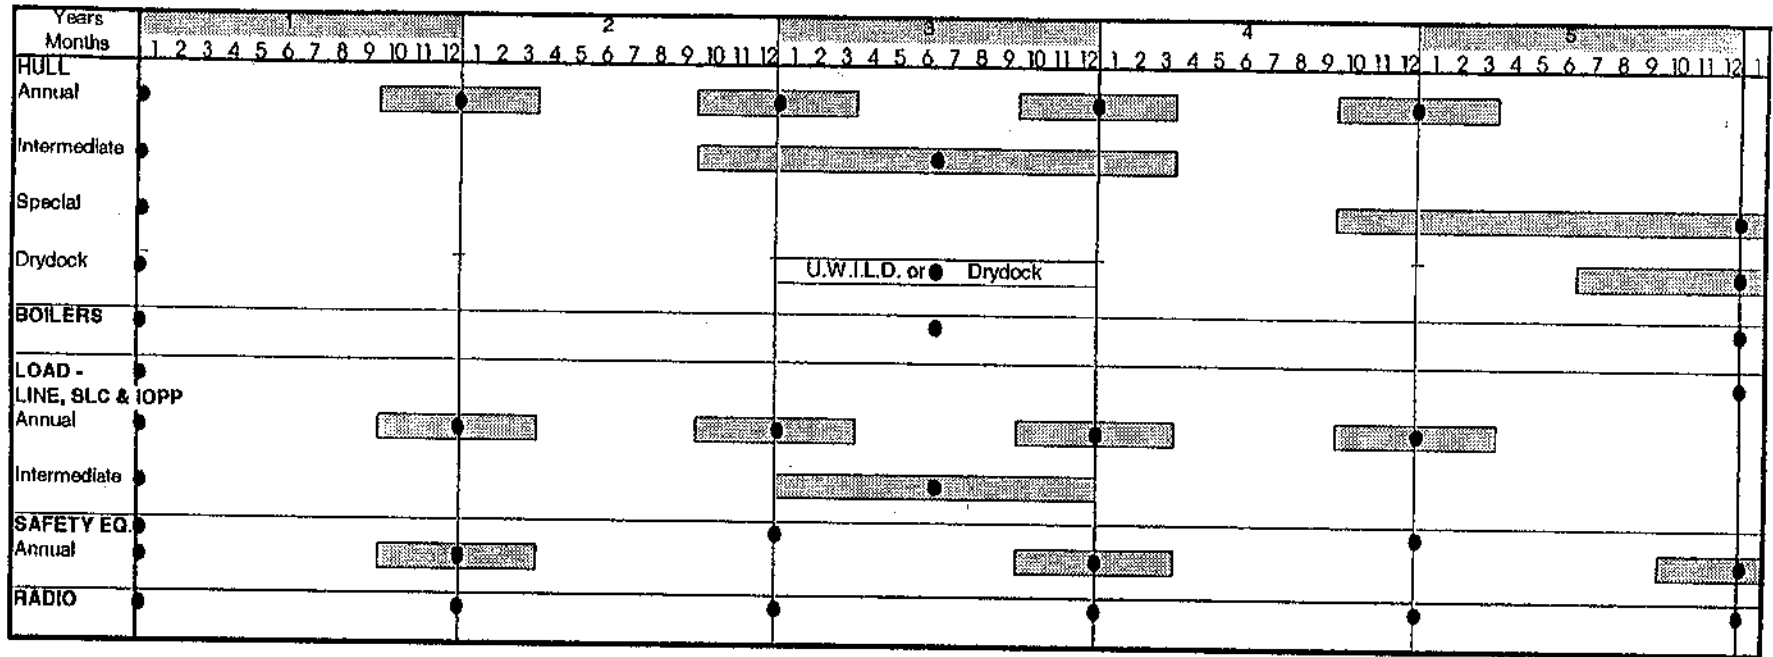 Years 1 2 3 4 5
Months 1 2 3 4 5 6 7 8 9 10 11 12 1 2 3 4 5 6 7 8 9 10 11 12 1 2 3 4 5 6 7 8 9 10 11 12 1 2 3 4 5 6 7 8 9 10 11 12 1 2 3 4 5 6 7 8 9 10 11 12 1
HULL
Annual
Intermediate
Special
Drydock U.W.I.L.D. or Drydock
BOILERS
LOAD -
LINE, SLC & IOPP
Annual
Intermediate
SAFETY EQ.
Annual
RADIO